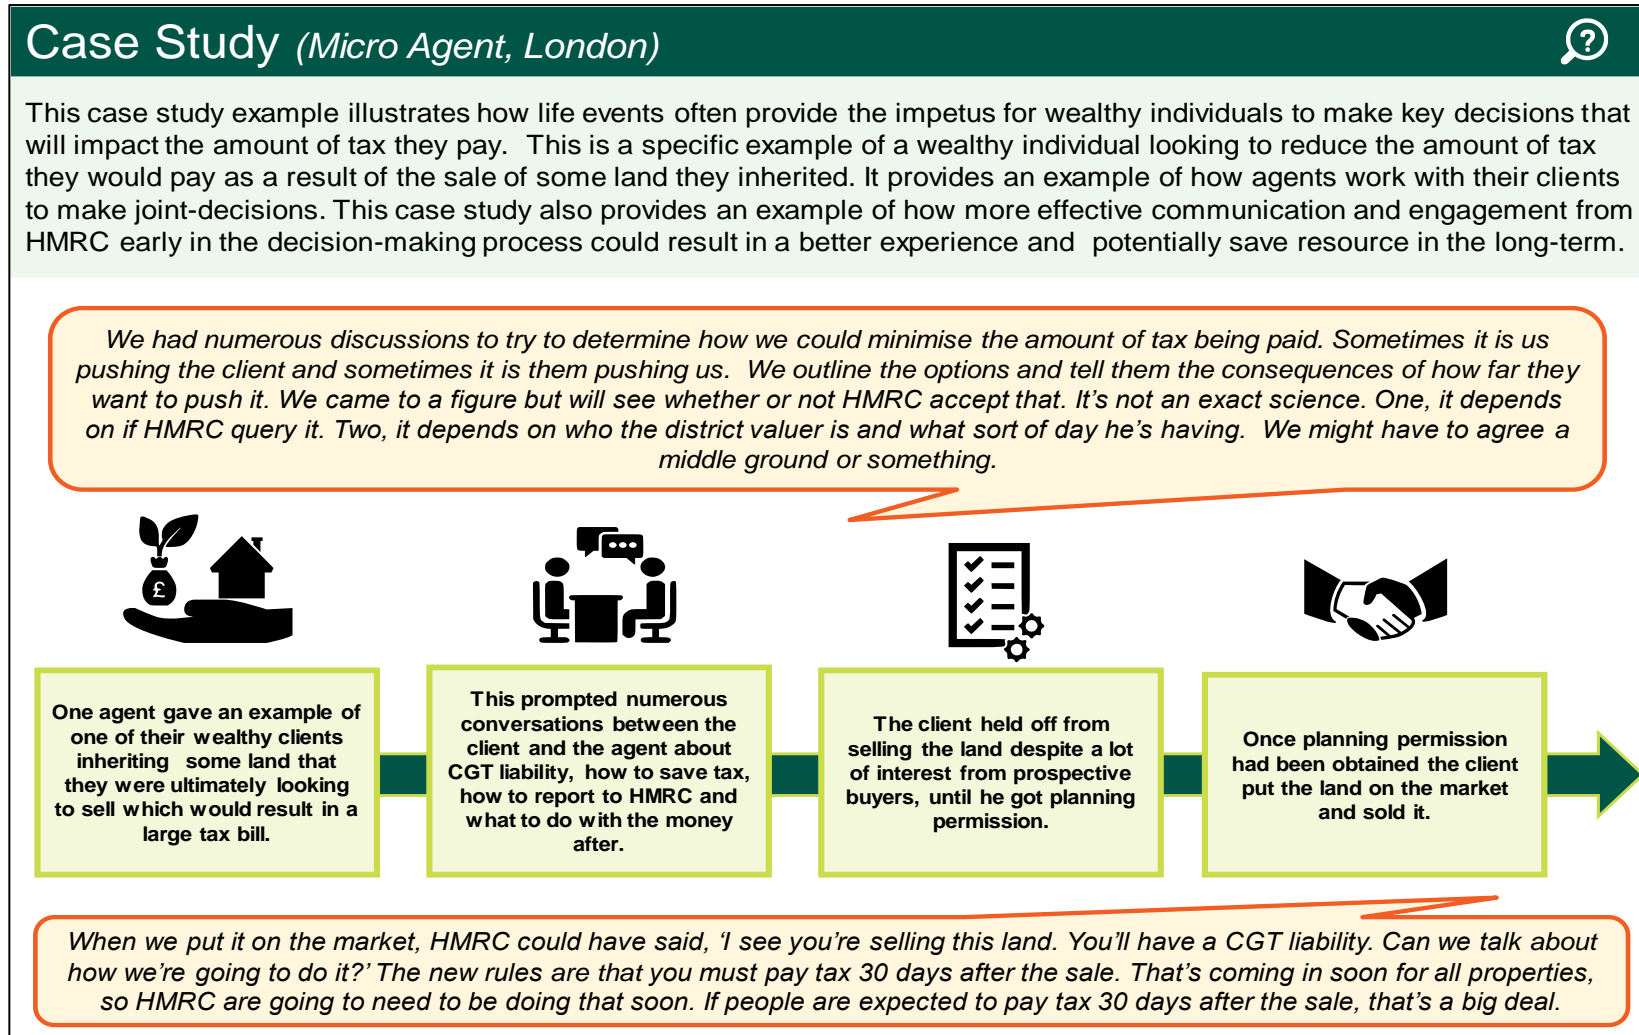 Case Study (Micro Agent, London)
This case study example illustrates how life events often provide the impetus for wealthy individuals to make key decisions that
will impact the amount of tax they pay.  This is a specific example of a wealthy individual looking to reduce the amount of tax
they would pay as a result of the sale of some land they inherited. It provides an example of how agents work with their clients
to make joint-decisions. This case study also provides an example of how more effective communication and engagement from
HMRC early in the decision-making process could result in a better experience and  potentially save resource in the long-term.
We had numerous discussions to try to determine how we could minimise the amount of tax being paid. Sometimes it is us
pushing the client and sometimes it is them pushing us.  We outline the options and tell them the consequences of how far they
want to push it. We came to a figure but will see whether or not HMRC accept that. It's not an exact science. One, it depends
on if HMRC query it. Two, it depends on who the district valuer is and what sort of day he's having.  We might have to agree a
middle ground or something.
£
One agent gave an example of
one of their wealthy clients
inheriting some land that
they were ultimately looking
to sell which would result in a
large tax bill.
This prompted numerous
conversations between the
client and the agent about
CGT liability, how to save tax,
how to report to HMRC and
what to do with the money
after.
The client held off from
selling the land despite a lot
of interest from prospective
buyers, until he got planning
permission.
Once planning permission
had been obtained the client
put the land on the market
and sold it.
When we put it on the market, HMRC could have said, 'I see you're selling this land. You'll have a CGT liability. Can we talk about
how we're going to do it?' The new rules are that you must pay tax 30 days after the sale. That's coming in soon for all properties,
so HMRC are going to need to be doing that soon. If people are expected to pay tax 30 days after the sale, that's a big deal.